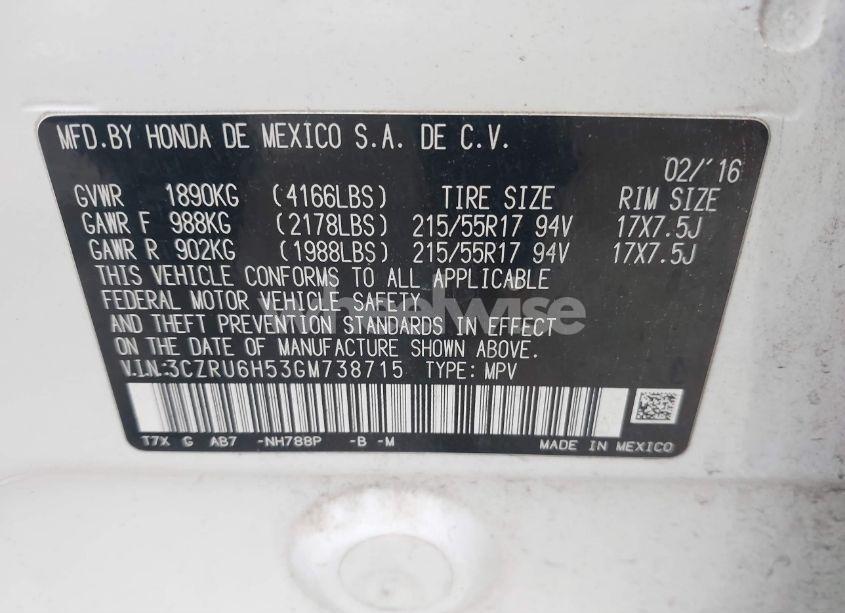 MFD.BY HONDA DE MEXICO S.A. DE C.V.
02/'16
GVWR 1890KG (4166LBS) TIRE SIZE RIM SIZE
GAWR F 988KG (2178LBS) 215/55R17 94V 17X7.5J
GAWR R 902KG (1988LBS) 215/55R17 94V 17X7.5J
THIS VEHICLE CONFORMS TO ALL APPLICABLE
FEDERAL MOTOR VEHICLE SAFETY
wheelwise
AND THEFT PREVENTION STANDARDS IN EFFECT
ON THE DATE OF MANUFACTURE SHOWN ABOVE.
V.I.N.:3CZRU6H53GM738715 TYPE: MPV
T7X G AB7 -NH788P -B -M MADE IN MEXICO